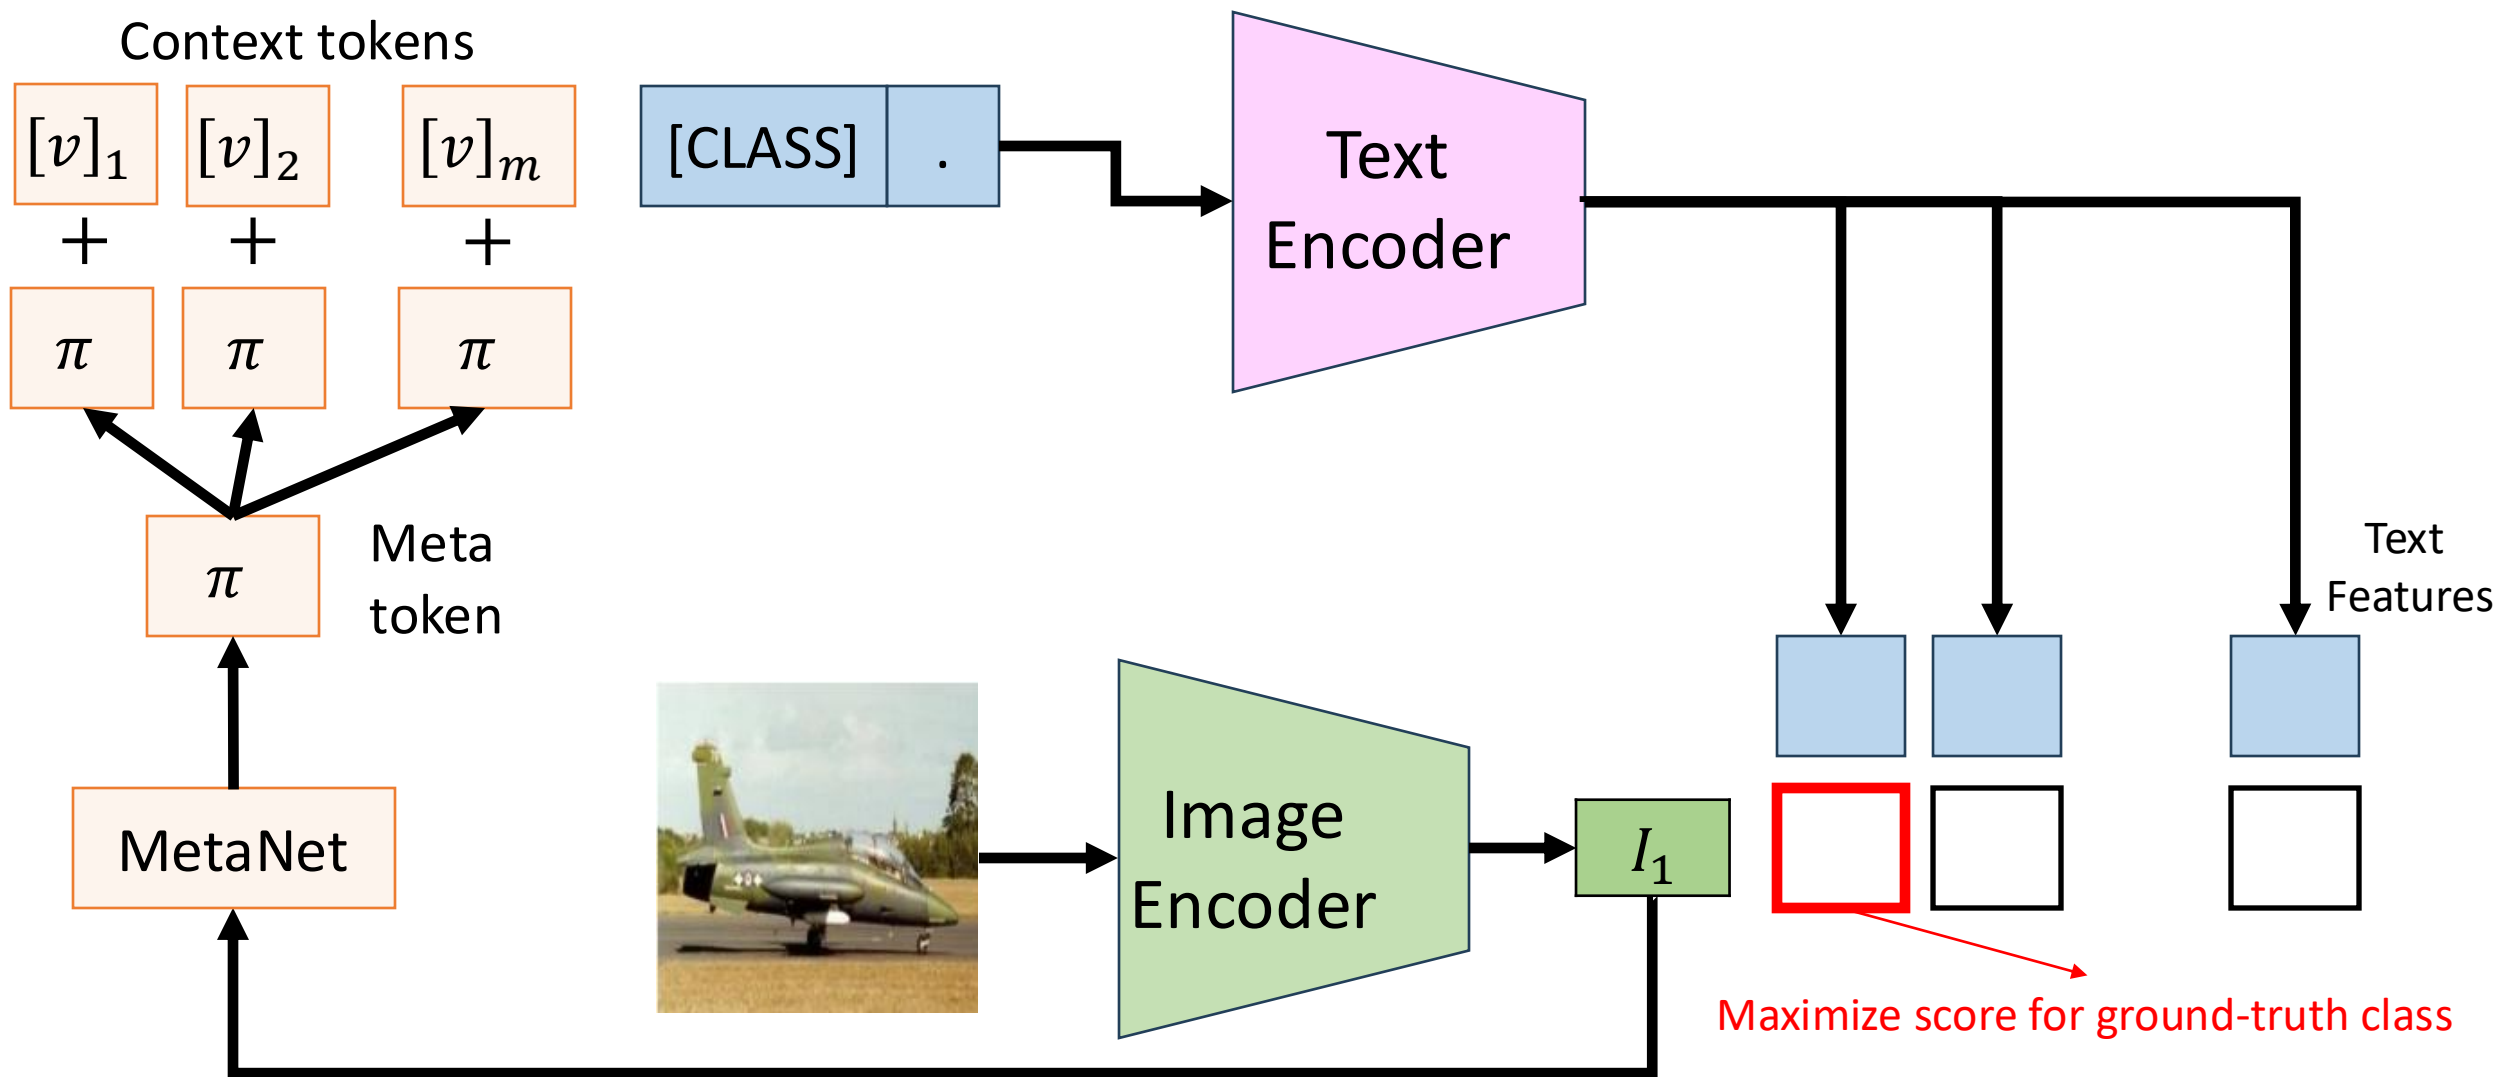 Context tokens
[v]₁ [v]₂ [v]ₘ [CLASS] .
+ + +
π π π
Text
Encoder
π
Meta
token
Text
Features
MetaNet
Image
Encoder
I₁
Maximize score for ground-truth class